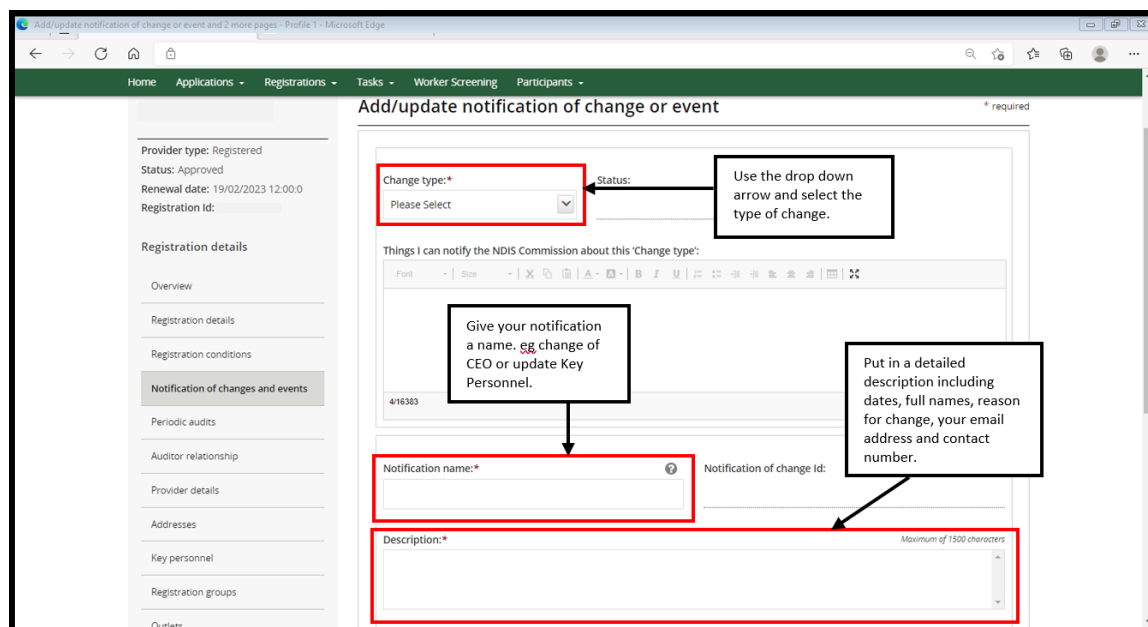 Add/update notification of change or event and 2 more pages - Profile 1 - Microsoft Edge
Home Applications Registrations Tasks Worker Screening Participants
Add/update notification of change or event
* required
Provider type: Registered
Status: Approved
Renewal date: 19/02/2023 12:00:0
Registration Id:
Registration details
Overview
Registration details
Registration conditions
Notification of changes and events
Periodic audits
Auditor relationship
Provider details
Addresses
Key personnel
Registration groups
Outlets
Change type:*
Please Select
Status:
Use the drop down
arrow and select the
type of change.
Things I can notify the NDIS Commission about this 'Change type':
Font Size A A B I U
Give your notification
a name. eg change of
CEO or update Key
Personnel.
4/16383
Put in a detailed
description including
dates, full names, reason
for change, your email
address and contact
number.
Notification name:*
Notification of change Id:
Description:*
Maximum of 1500 characters